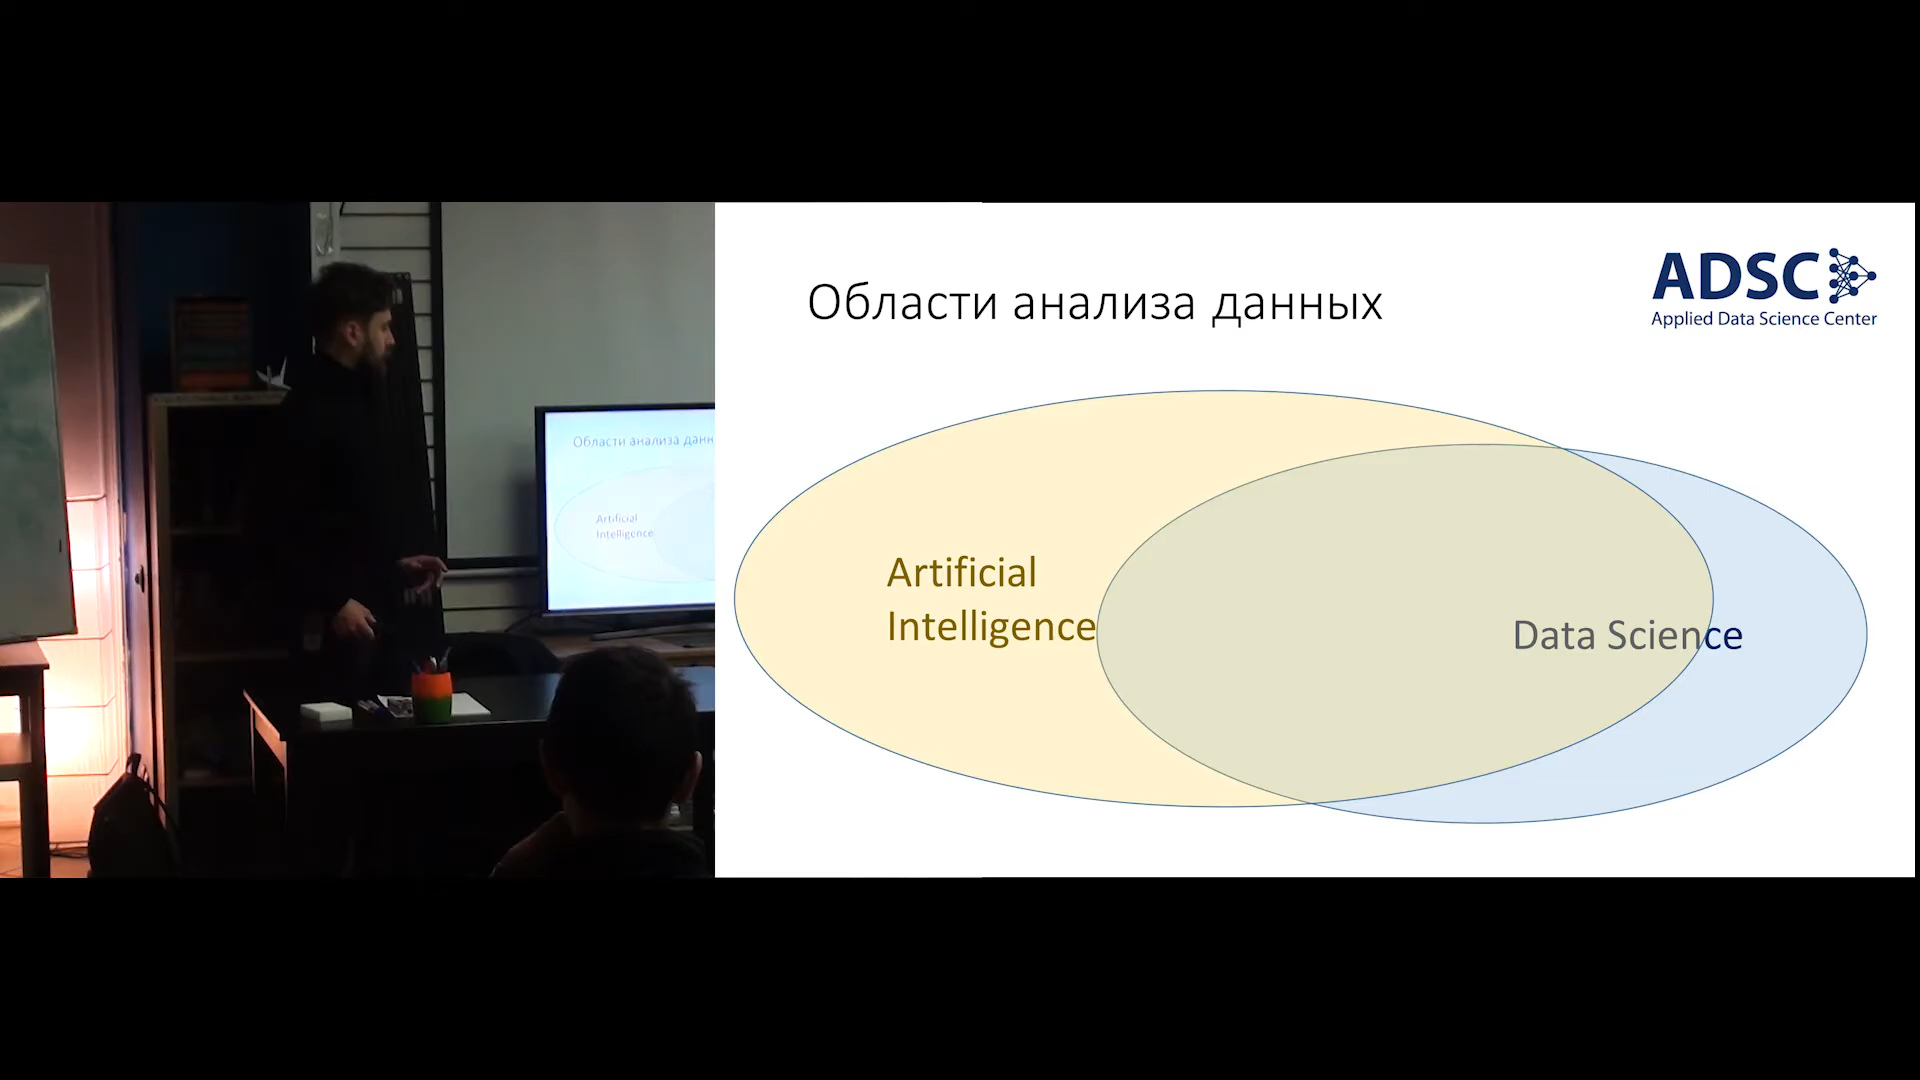 Области анализа данных
ADSC
Applied Data Science Center
Artificial
Intelligence
Data Science
Области анализа данн
Artificial
Intelligence